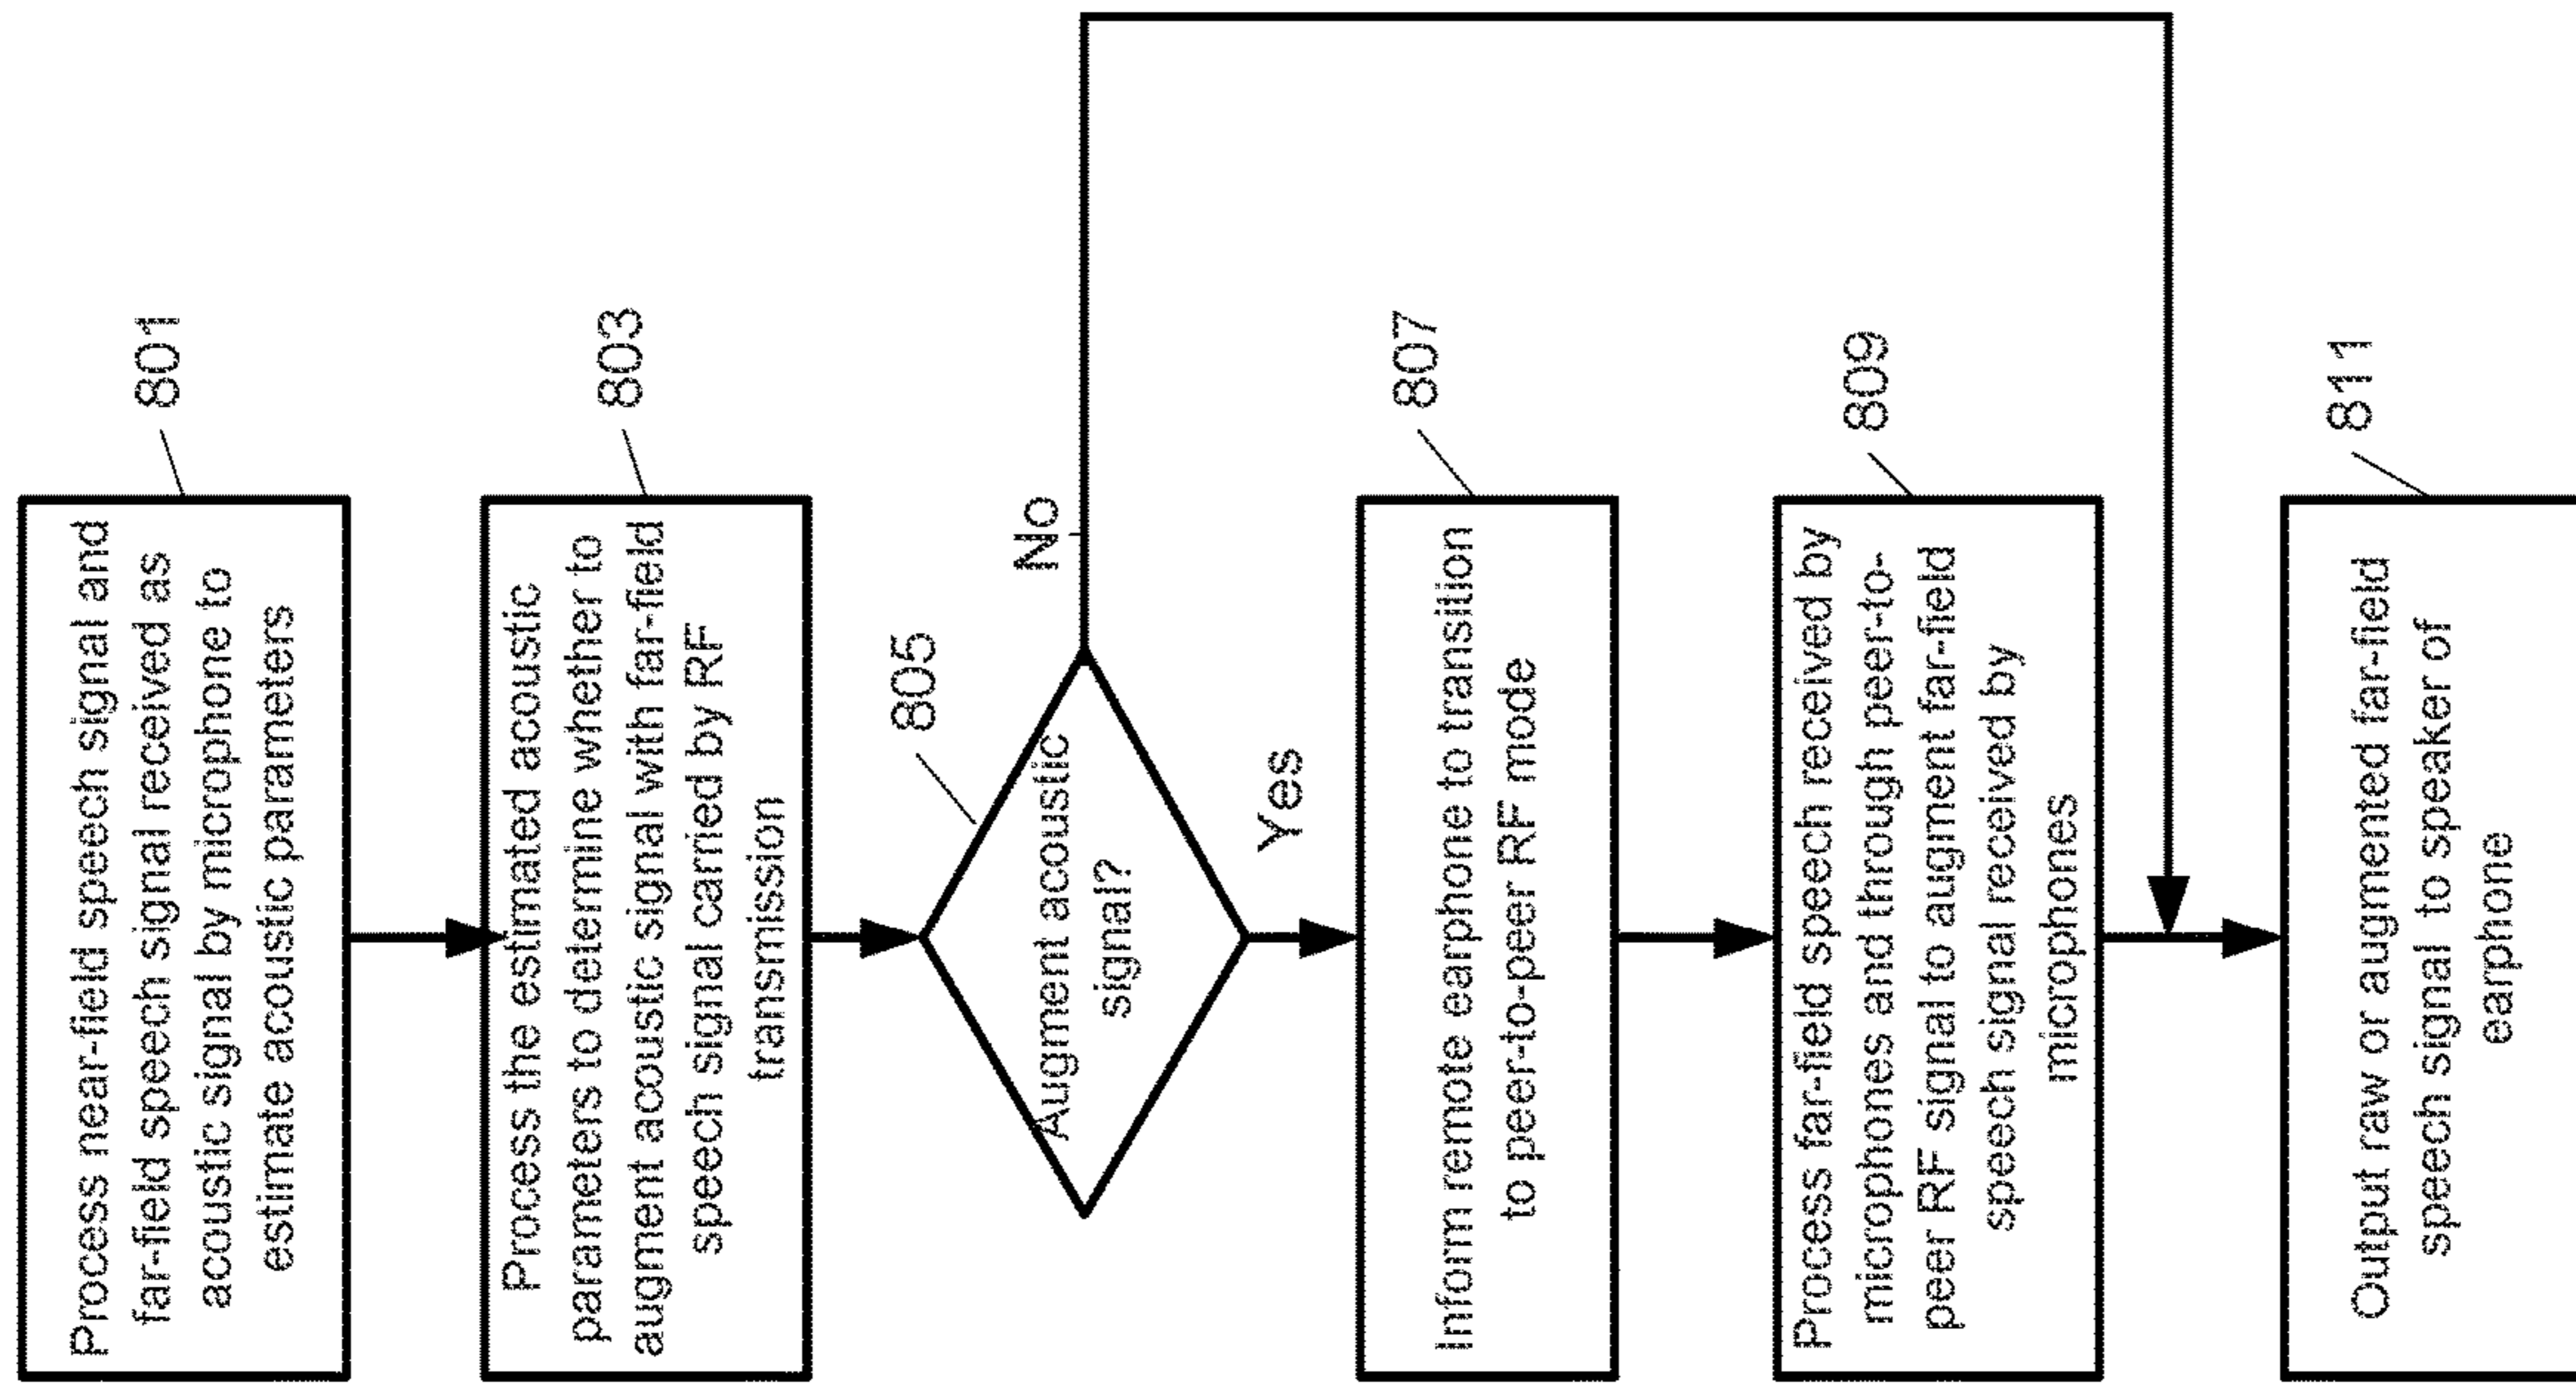 Process near-field speech signal and
far-field speech signal received as
acoustic signal by microphone to
estimate acoustic parameters
801
Process the estimated acoustic
parameters to determine whether to
augment acoustic signal with far-field
speech signal carried by RF
transmission
803
Augment acoustic
signal?
805
No
Yes
Inform remote earphone to transition
to peer-to-peer RF mode
807
Process far-field speech received by
microphones and through peer-to-
peer RF signal to augment far-field
speech signal received by
microphones
809
Output raw or augmented far-field
speech signal to speaker of
earphone
811